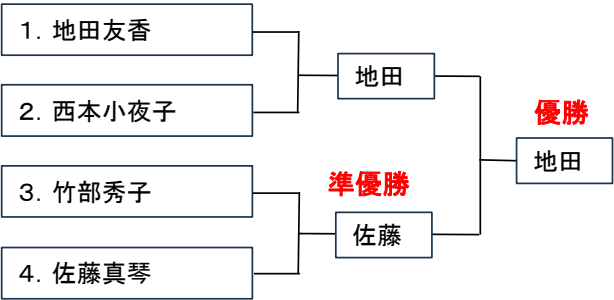 １．地田友香
２．西本小夜子
３．竹部秀子
４．佐藤真琴
地田
準優勝
佐藤
優勝
地田